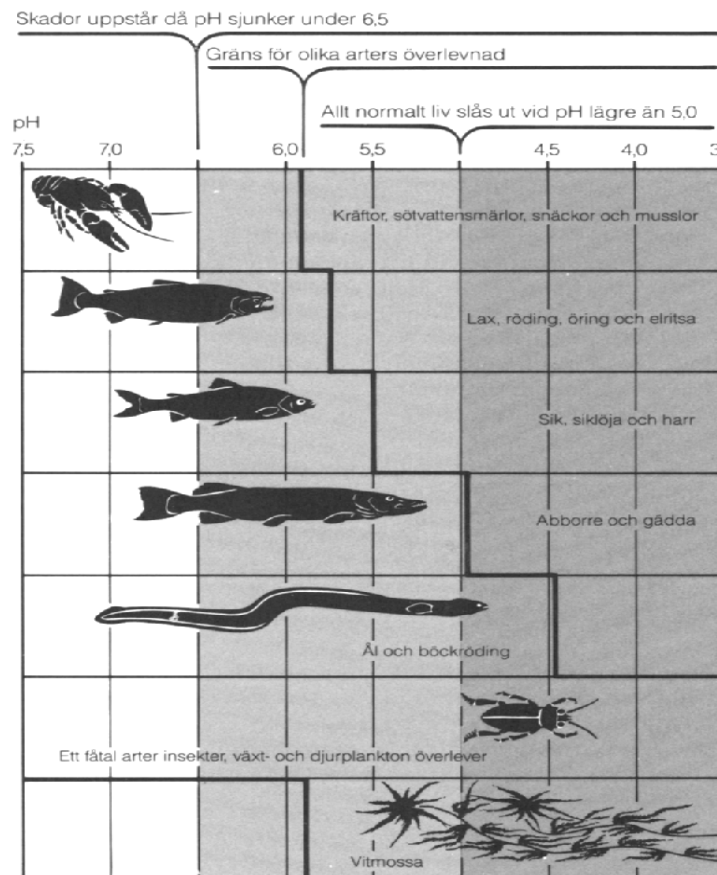 Skador uppstår då pH sjunker under 6,5
Gräns för olika arters överlevnad
Allt normalt liv slås ut vid pH lägre än 5,0
pH
7,5 7,0 6,0 5,5 4,5 4,0 3
Kräftor, sötvattensmärlor, snäckor och musslor
Lax, röding, öring och elritsa
Sik, siklöja och harr
Abborre och gädda
Ål och böckröding
Ett fåtal arter insekter, växt- och djurplankton överlever
Vitmossa